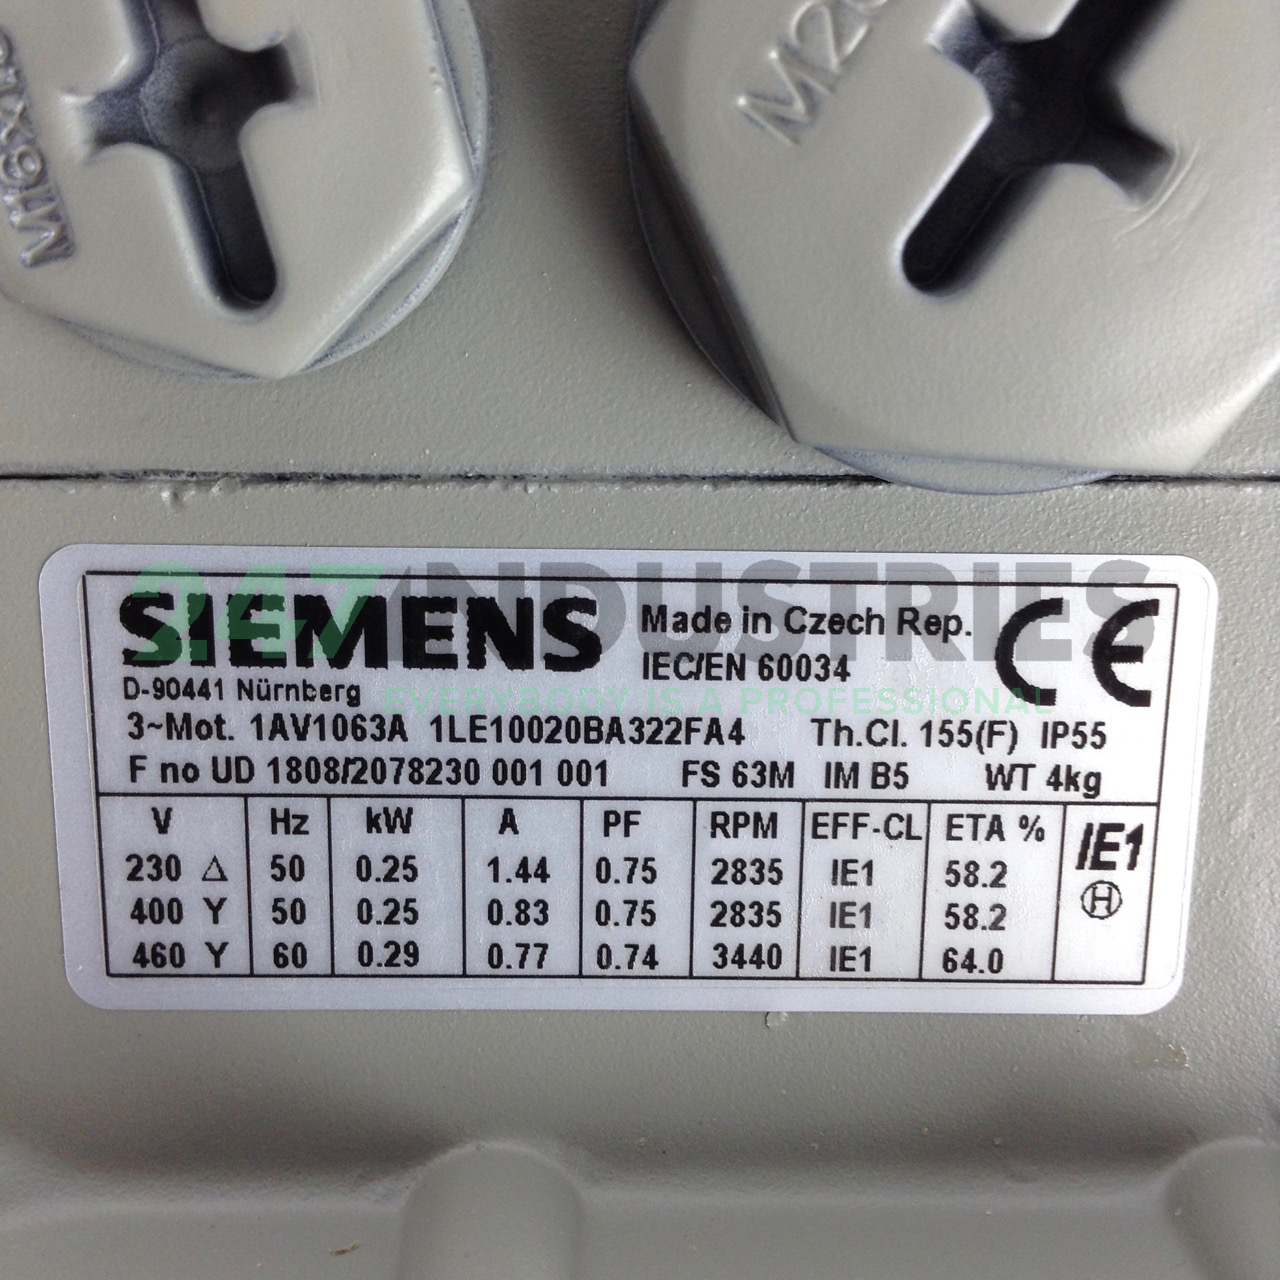 M16x1
M20
247 INDUSTRIES
EVERYBODY IS A PROFESSIONAL
SIEMENS Made in Czech Rep. CE
D-90441 Nürnberg IEC/EN 60034
3~Mot. 1AV1063A 1LE10020BA322FA4 Th.Cl. 155(F) IP55
F no UD 1808/2078230 001 001 FS 63M IM B5 WT 4kg
V Hz kW A PF RPM EFF-CL ETA % IE1
230 Δ 50 0.25 1.44 0.75 2835 IE1 58.2 H
400 Y 50 0.25 0.83 0.75 2835 IE1 58.2
460 Y 60 0.29 0.77 0.74 3440 IE1 64.0